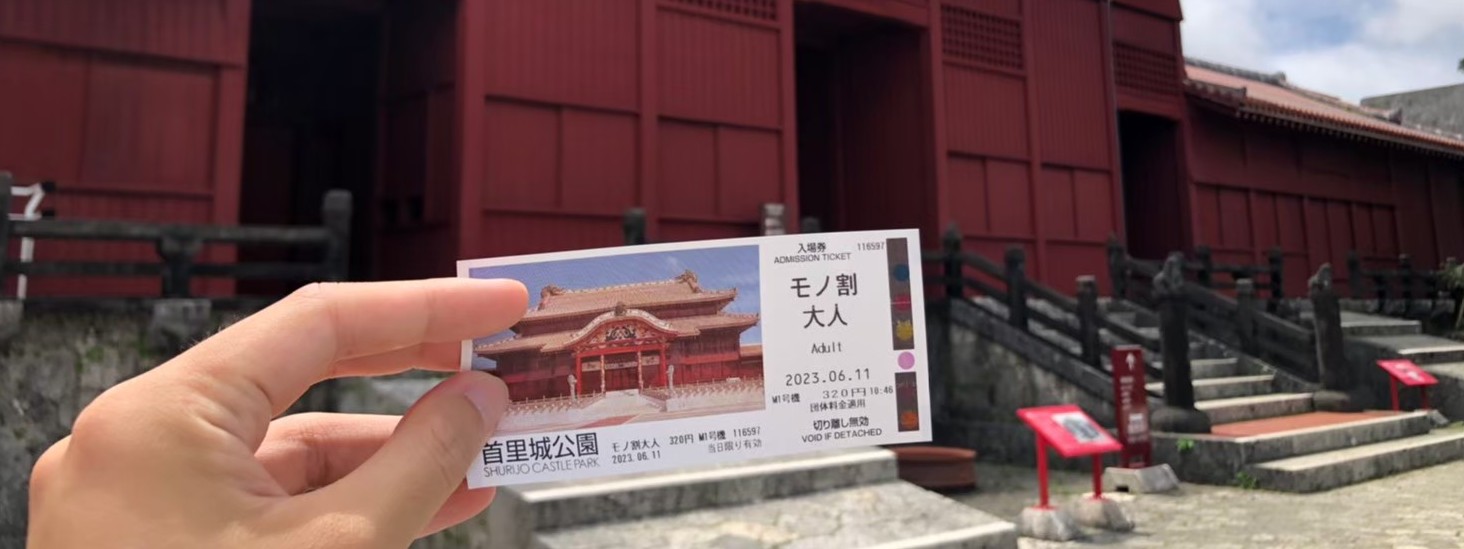 入場券 116597
ADMISSION TICKET
モノ割
大人
Adult
2023.06.11
M1号機 320円 10:46
団体料金適用
切り離し無効
VOID IF DETACHED
首里城公園
SHURIJO CASTLE PARK
モノ割大人 320円 M1号機 116597
2023.06.11 当日限り有効